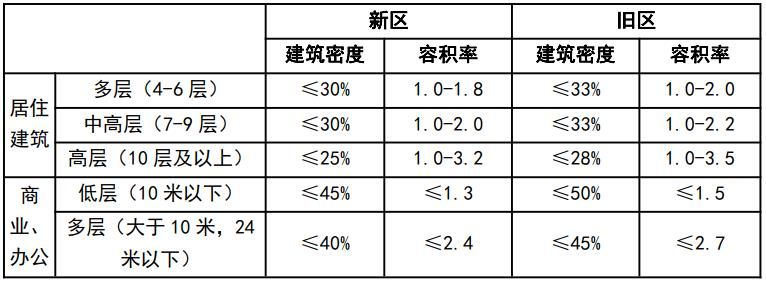 新区 旧区
建筑密度 容积率 建筑密度 容积率
居住建筑
多层（4-6 层） ≤30% 1.0-1.8 ≤33% 1.0-2.0
中高层（7-9 层） ≤30% 1.0-2.0 ≤33% 1.0-2.2
高层（10 层及以上） ≤25% 1.0-3.2 ≤28% 1.0-3.5
商业、办公
低层（10 米以下） ≤45% ≤1.3 ≤50% ≤1.5
多层（大于 10 米，24
米以下） ≤40% ≤2.4 ≤45% ≤2.7